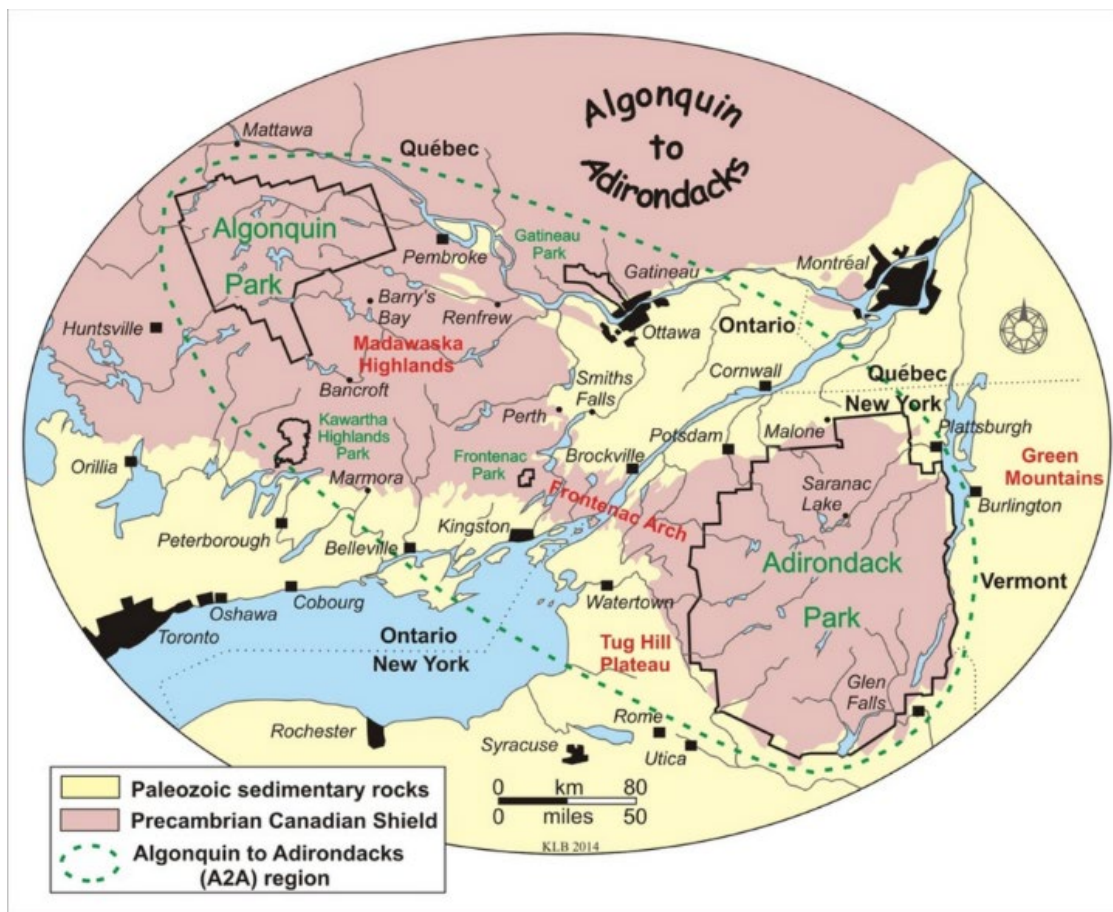 Algonquin
to
Adirondacks
Mattawa
Québec
Algonquin
Park
Pembroke
Gatineau
Park
Gatineau
Montréal
Barry's
Bay
Renfrew
Ottawa
Ontario
Huntsville
Madawaska
Highlands
Bancroft
Smiths
Falls
Cornwall
Québec
New York
Perth
Kawartha
Highlands
Park
Frontenac
Park
Brockville
Potsdam
Malone
Plattsburgh
Green
Mountains
Orillia
Marmora
Frontenac Arch
Saranac
Lake
Burlington
Peterborough
Belleville
Kingston
Adirondack
Park
Vermont
Watertown
Cobourg
Oshawa
Toronto
Ontario
New York
Tug Hill
Plateau
Glen
Falls
Rochester
Rome
Utica
Syracuse
0 km 80
0 miles 50
KLB 2014
Paleozoic sedimentary rocks
Precambrian Canadian Shield
Algonquin to Adirondacks
(A2A) region